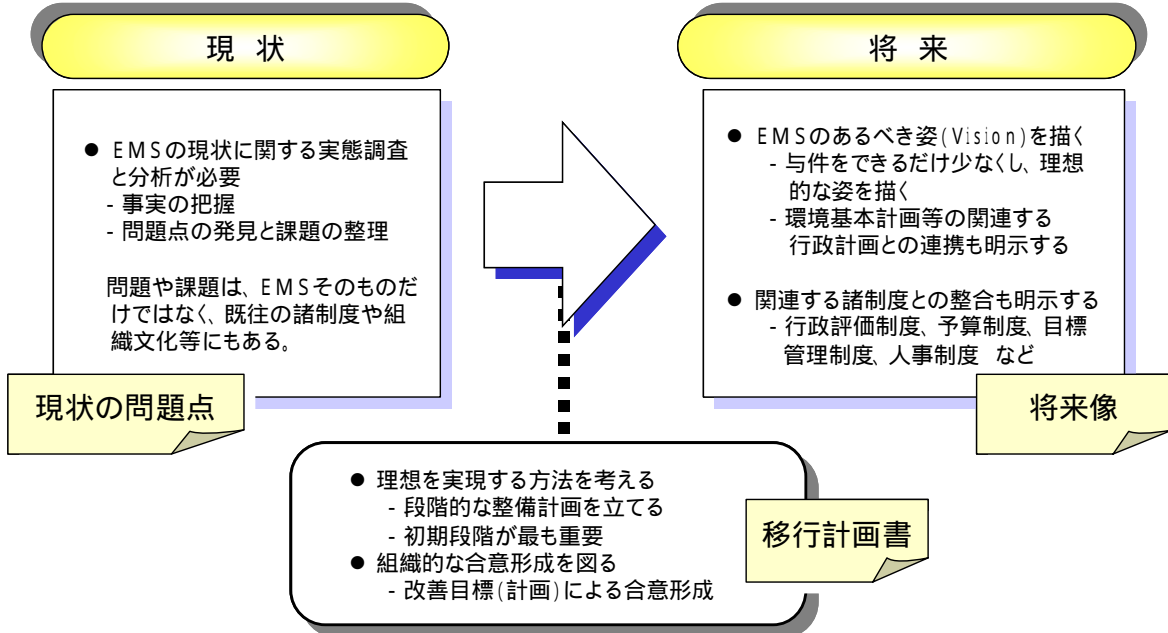 現 状
● EMSの現状に関する実態調査
と分析が必要
- 事実の把握
- 問題点の発見と課題の整理
問題や課題は、EMSそのものだ
けではなく、既往の諸制度や組
織文化等にもある。
現状の問題点
将 来
● EMSのあるべき姿(Vision)を描く
- 与件をできるだけ少なくし、理想
的な姿を描く
- 環境基本計画等の関連する
行政計画との連携も明示する
● 関連する諸制度との整合も明示する
- 行政評価制度、予算制度、目標
管理制度、人事制度 など
将来像
● 理想を実現する方法を考える
- 段階的な整備計画を立てる
- 初期段階が最も重要
● 組織的な合意形成を図る
- 改善目標(計画)による合意形成
移行計画書